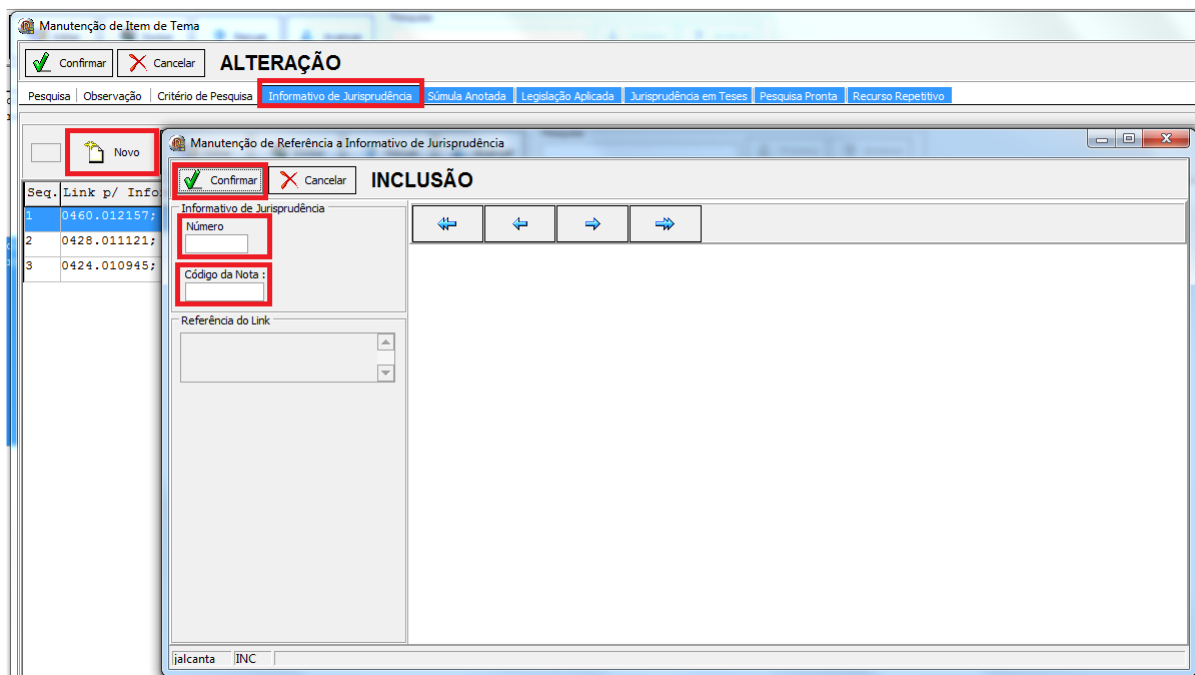 Manutenção de Item de Tema
Confirmar Cancelar ALTERAÇÃO
Pesquisa Observação Critério de Pesquisa Informativo de Jurisprudência Súmula Anotada Legislação Aplicada Jurisprudência em Teses Pesquisa Pronta Recurso Repetitivo
Novo
Seq. Link p/ Info
1 0460.012157;
2 0428.011121;
3 0424.010945;
Manutenção de Referência a Informativo de Jurisprudência
Confirmar Cancelar INCLUSÃO
Informativo de Jurisprudência
Número
Código da Nota :
Referência do Link
jalcanta INC